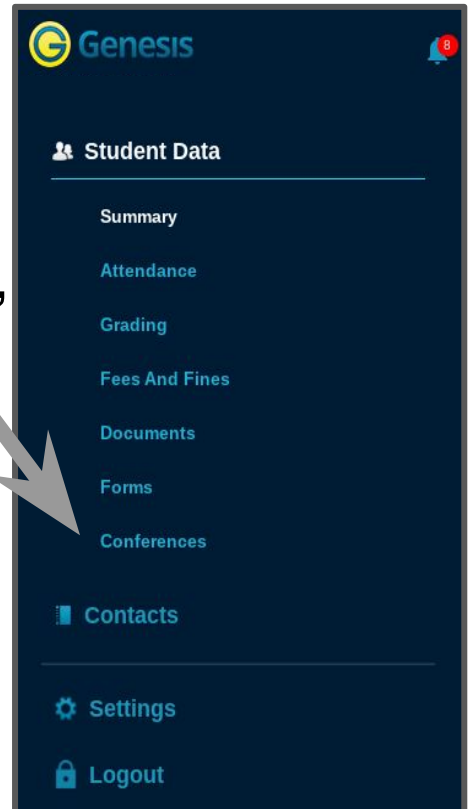 Genesis
8
Student Data
Summary
Attendance
Grading
Fees And Fines
Documents
Forms
Conferences
Contacts
Settings
Logout